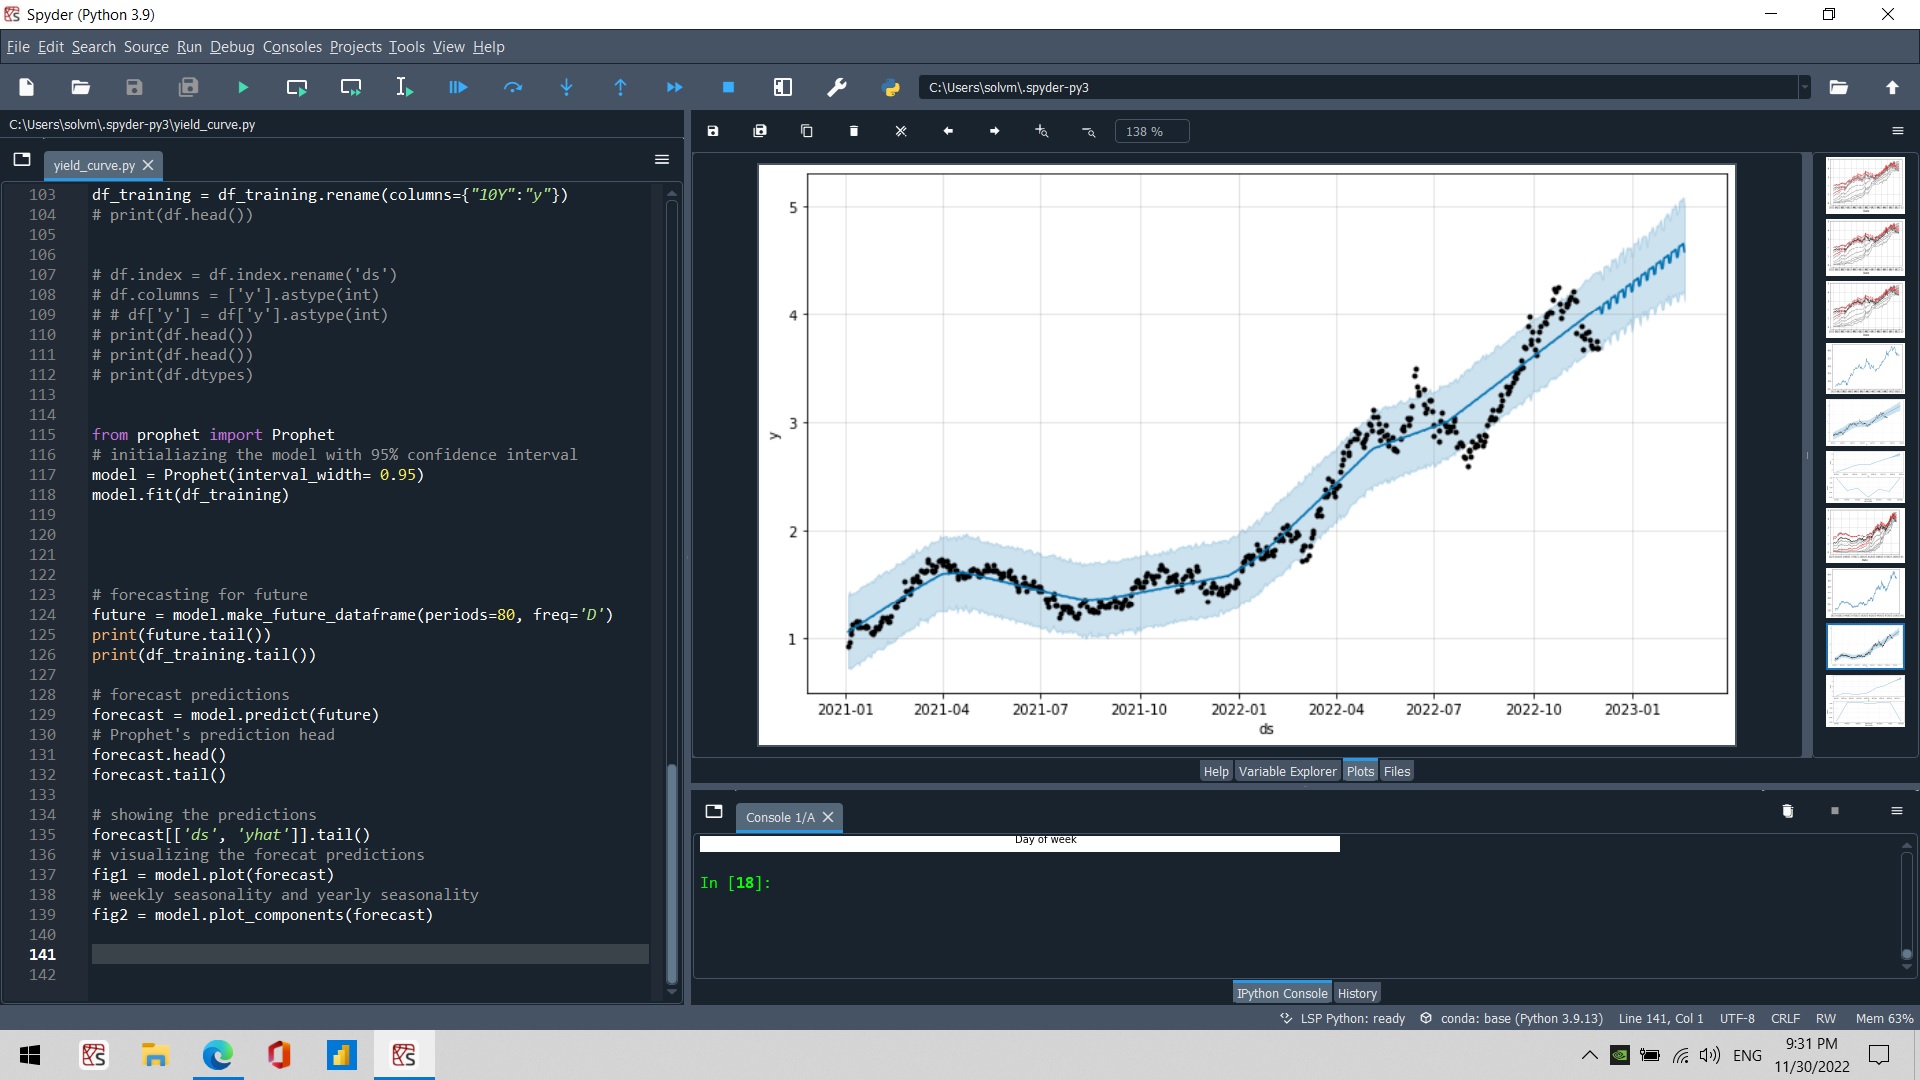 Spyder (Python 3.9)
File Edit Search Source Run Debug Consoles Projects Tools View Help
C:\Users\solvm\.spyder-py3
C:\Users\solvm\.spyder-py3\yield_curve.py
138 %
yield_curve.py
103 df_training = df_training.rename(columns={"10Y":"y"})
104 # print(df.head())
105
106
107 # df.index = df.index.rename('ds')
108 # df.columns = ['y'].astype(int)
109 # # df['y'] = df['y'].astype(int)
110 # print(df.head())
111 # print(df.head())
112 # print(df.dtypes)
113
114
115 from prophet import Prophet
116 # initialiazing the model with 95% confidence interval
117 model = Prophet(interval_width= 0.95)
118 model.fit(df_training)
119
120
121
122
123 # forecasting for future
124 future = model.make_future_dataframe(periods=80, freq='D')
125 print(future.tail())
126 print(df_training.tail())
127
128 # forecast predictions
129 forecast = model.predict(future)
130 # Prophet's prediction head
131 forecast.head()
132 forecast.tail()
133
134 # showing the predictions
135 forecast[['ds', 'yhat']].tail()
136 # visualizing the forecat predictions
137 fig1 = model.plot(forecast)
138 # weekly seasonality and yearly seasonality
139 fig2 = model.plot_components(forecast)
140
141
142
5
4
3
2
1
y
2021-01 2021-04 2021-07 2021-10 2022-01 2022-04 2022-07 2022-10 2023-01
ds
Help Variable Explorer Plots Files
Console 1/A
Day of week
In [18]:
IPython Console History
LSP Python: ready conda: base (Python 3.9.13) Line 141, Col 1 UTF-8 CRLF RW Mem 63%
ENG
9:31 PM
11/30/2022